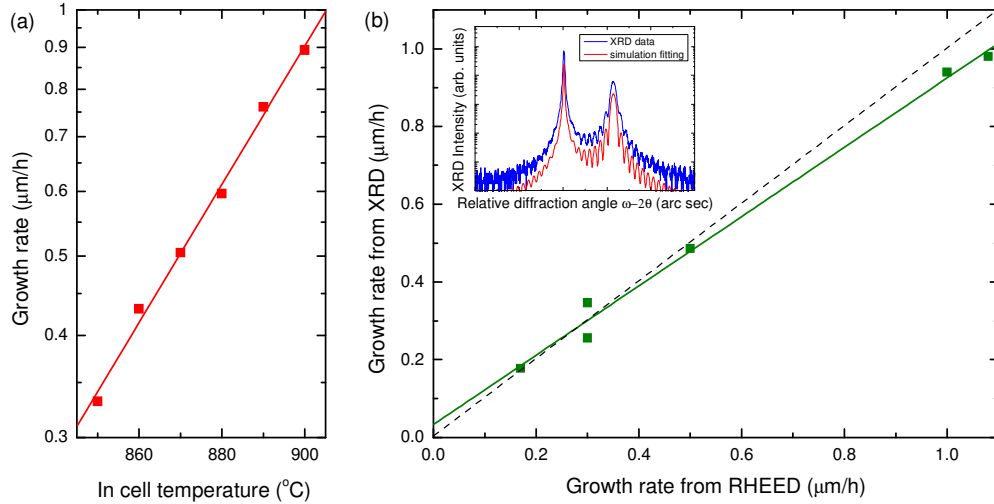 (a)
1
0.9
0.8
0.7
0.6
0.5
0.4
0.3
Growth rate (μm/h)
860 880 900
In cell temperature (°C)
(b)
1.0
0.8
0.6
0.4
0.2
0.0
Growth rate from XRD (μm/h)
XRD data
simulation fitting
XRD Intensity (arb. units)
Relative diffraction angle ω−2θ (arc sec)
0.0 0.2 0.4 0.6 0.8 1.0
Growth rate from RHEED (μm/h)